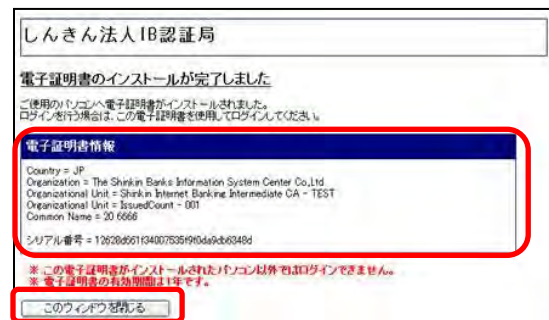 しんきん法人IB認証局
電子証明書のインストールが完了しました
ご使用のパソコンへ電子証明書がインストールされました。
ログインを行う場合は、この電子証明書を使用してログインしてください。
電子証明書情報
Country = JP
Organization = The Shinkin Banks Information System Center Co.,Ltd
Organizational Unit = Shinkin Internet Banking Intermediate CA - TEST
Organizational Unit = IssuedCount - 001
Common Name = 20 6666
シリアル番号 =
※ この電子証明書がインストールされたパソコン以外ではログインできません。
※ 電子証明書の有効期間は1年です。
このウィンドウを閉じる